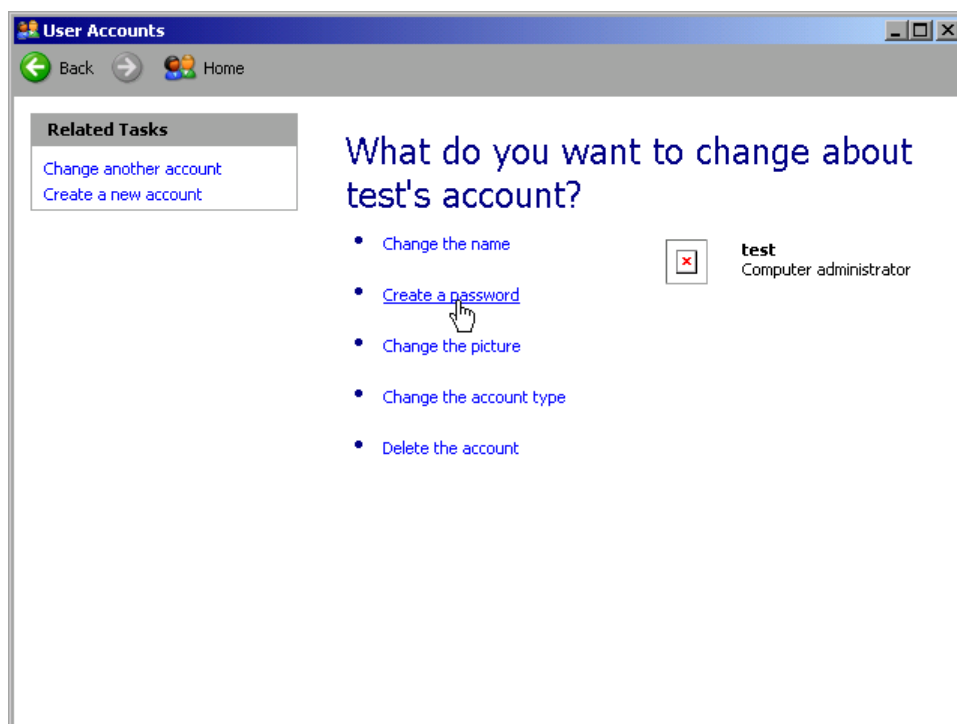 User Accounts
Back Home
Related Tasks
Change another account
Create a new account
What do you want to change about
test's account?
Change the name
Create a password
Change the picture
Change the account type
Delete the account
test
Computer administrator